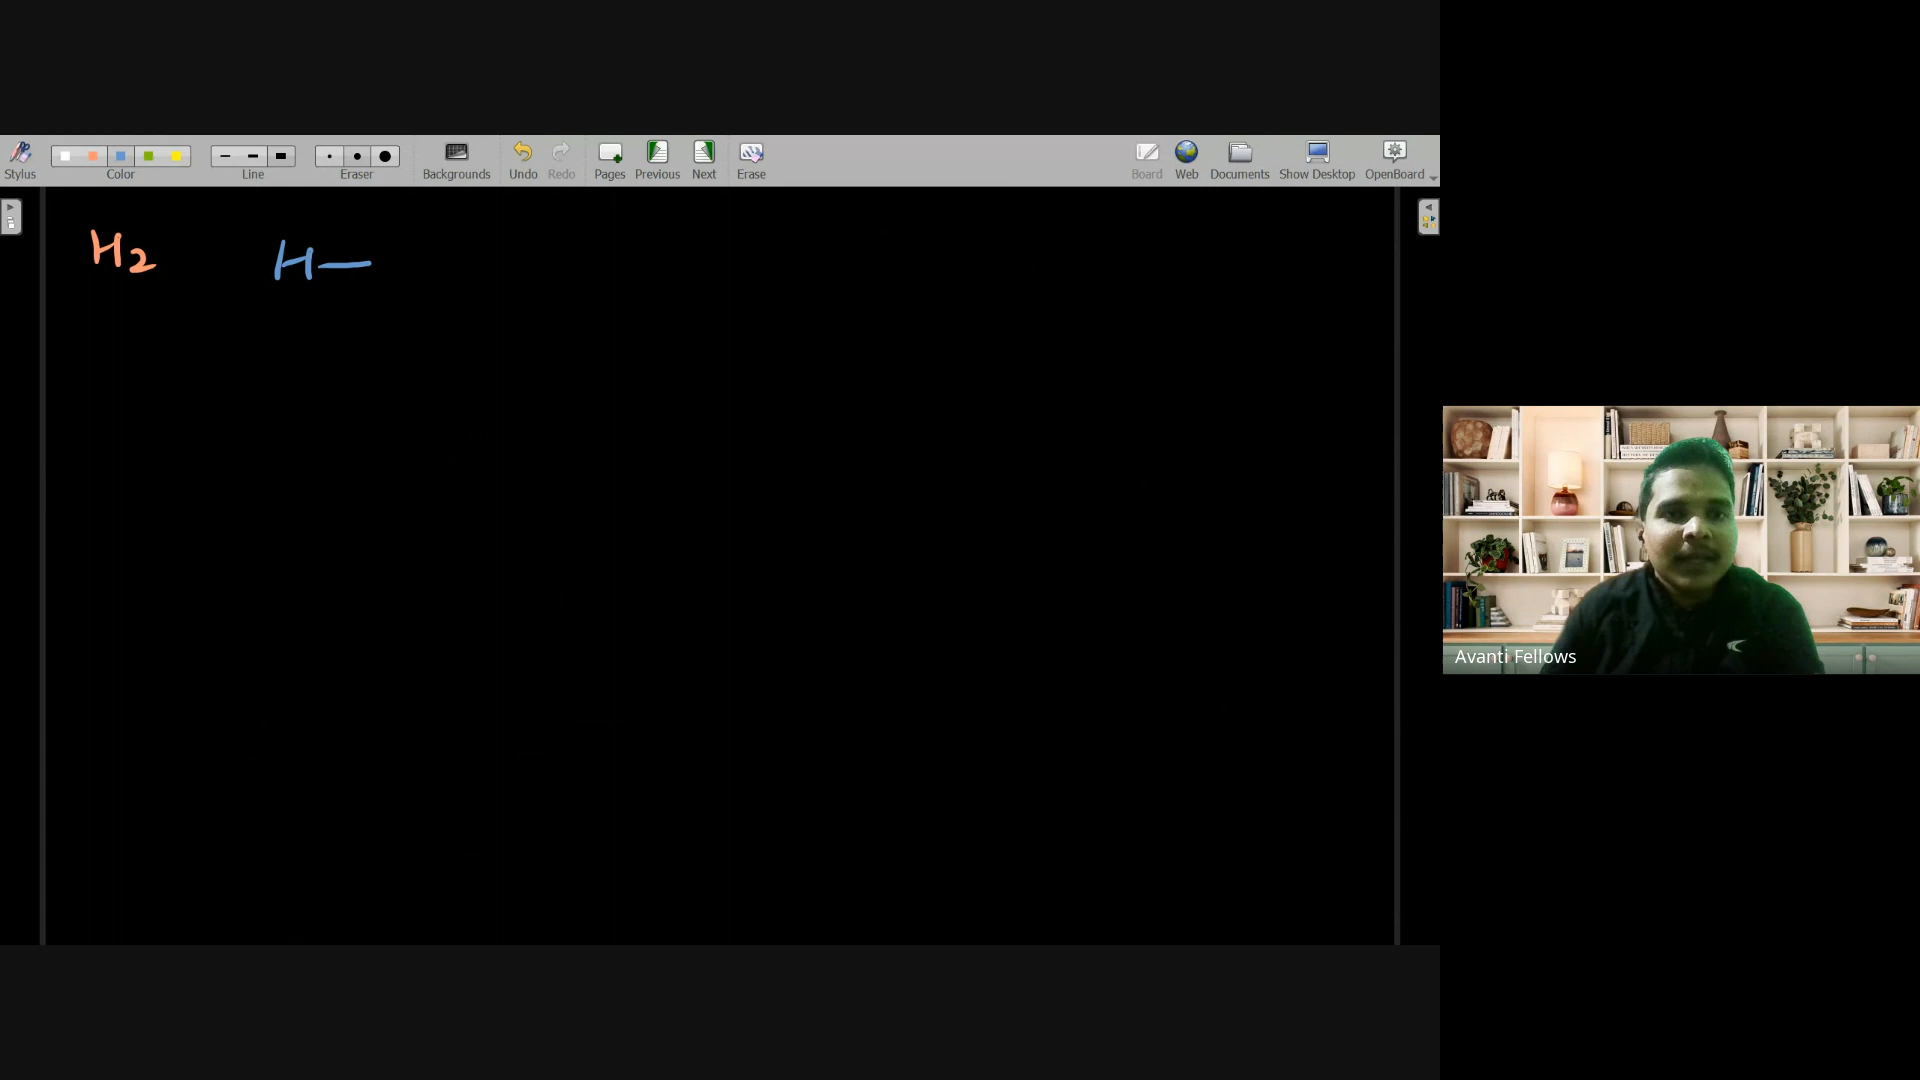 Stylus Color Line Eraser Backgrounds Undo Redo Pages Previous Next Erase Board Web Documents Show Desktop OpenBoard
H2 H—
Avanti Fellows